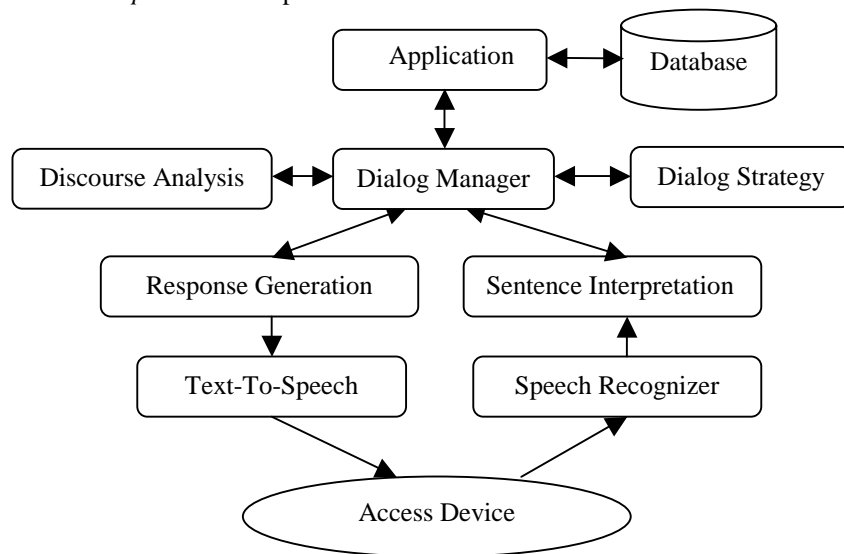 Application
Database
Discourse Analysis
Dialog Manager
Dialog Strategy
Response Generation
Sentence Interpretation
Text-To-Speech
Speech Recognizer
Access Device